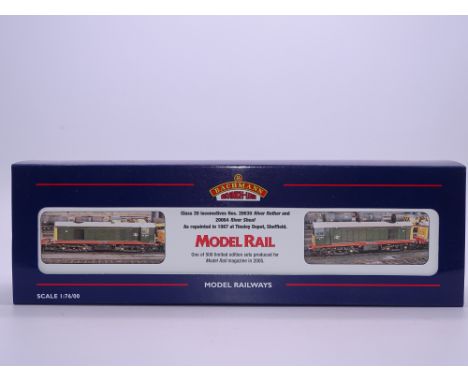 BACHMANN
BRANCH-LINE
Class 20 locomotives Nos. 20030 River Rother and
20064 River Sheaf
As repainted in 1987 at Tinsley Depot, Sheffield.
MODEL RAIL
One of 500 limited edition sets produced for
Model Rail magazine in 2005.
MODEL RAILWAYS
SCALE 1:76/00